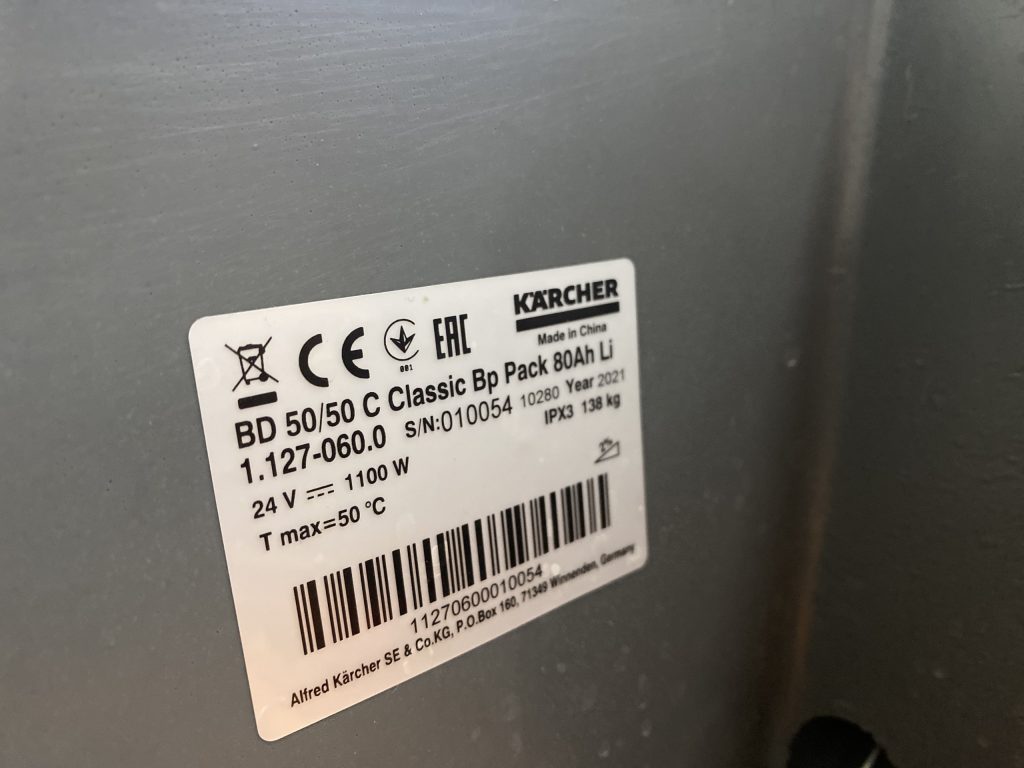 CE 001 EAC KÄRCHER
Made in China
BD 50/50 C Classic Bp Pack 80Ah Li
1.127-060.0 S/N:010054 10280 Year 2021
24 V 1100 W IPX3 138 kg
T max=50 °C
11270600010054
Alfred Kärcher SE & Co.KG, P.O.Box 160, 71349 Winnenden, Germany